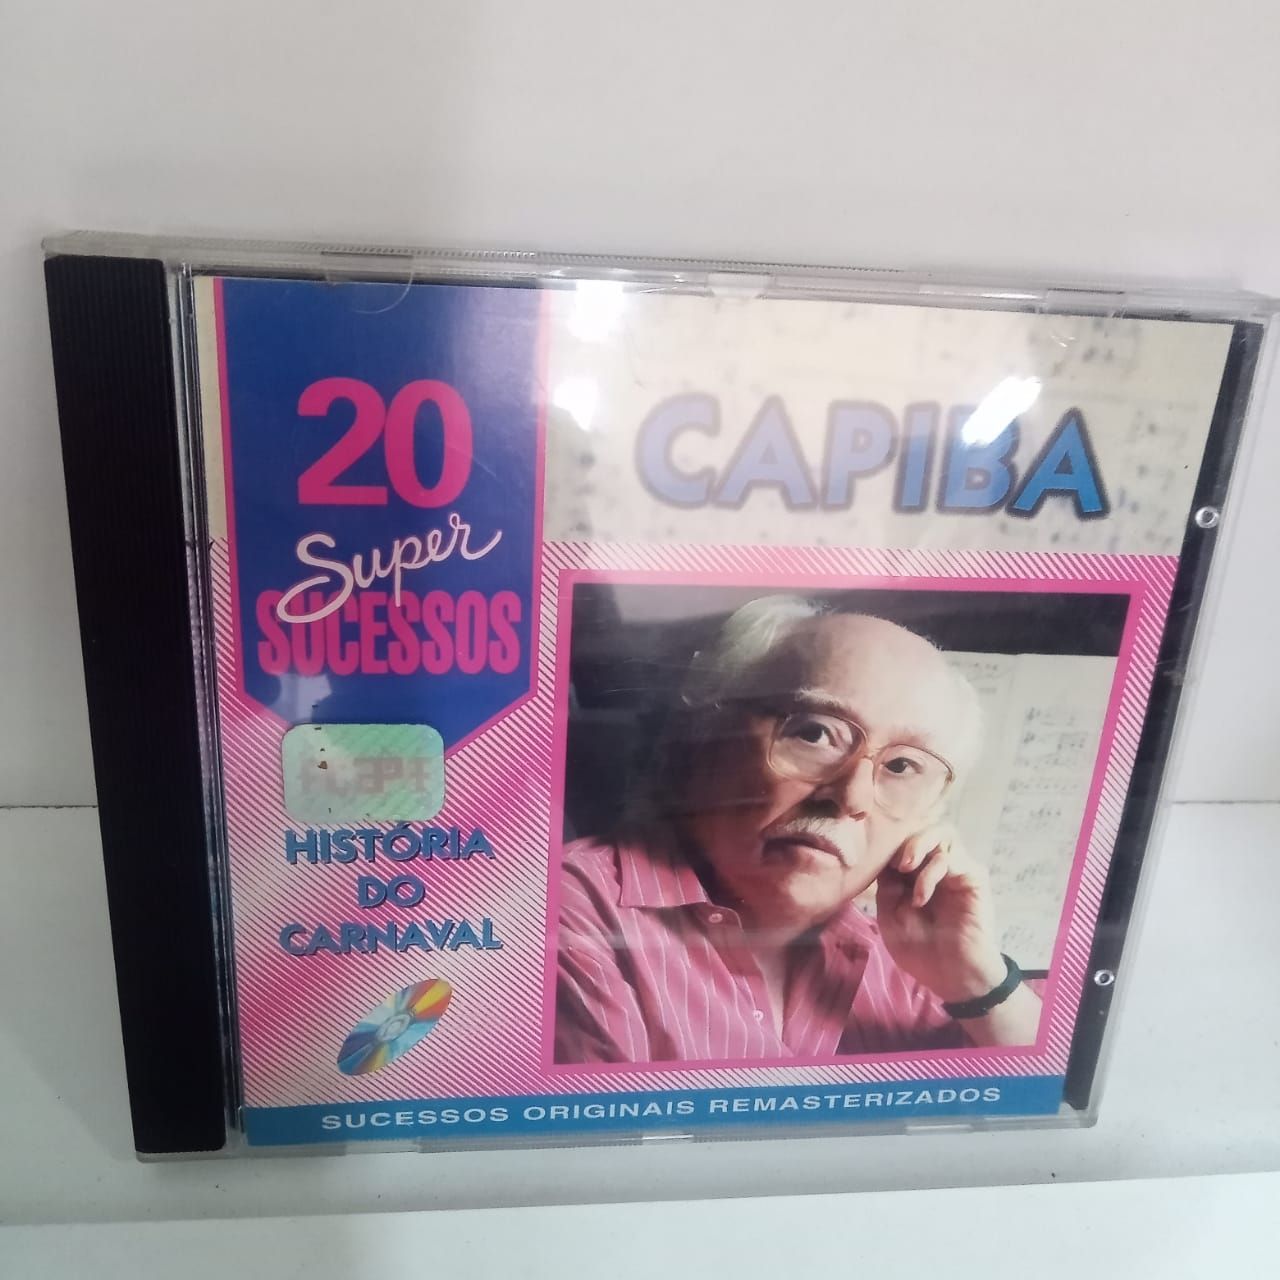 20
Super
SUCESSOS
CAPIBA
HISTÓRIA
DO
CARNAVAL
SUCESSOS ORIGINAIS REMASTERIZADOS